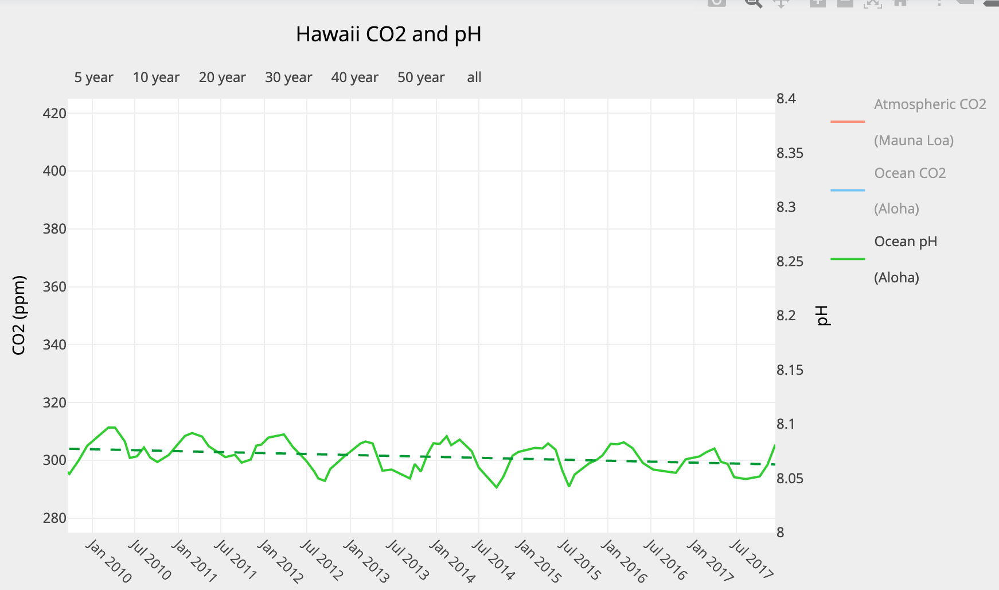 Hawaii CO2 and pH
5 year 10 year 20 year 30 year 40 year 50 year all
420
400
380
360
340
320
300
280
CO2 (ppm)
8.4
8.35
8.3
8.25
8.2
8.15
8.1
8.05
8
pH
Atmospheric CO2
(Mauna Loa)
Ocean CO2
(Aloha)
Ocean pH
(Aloha)
Jan 2010
Jul 2010
Jan 2011
Jul 2011
Jan 2012
Jul 2012
Jan 2013
Jul 2013
Jan 2014
Jul 2014
Jan 2015
Jul 2015
Jan 2016
Jul 2016
Jan 2017
Jul 2017